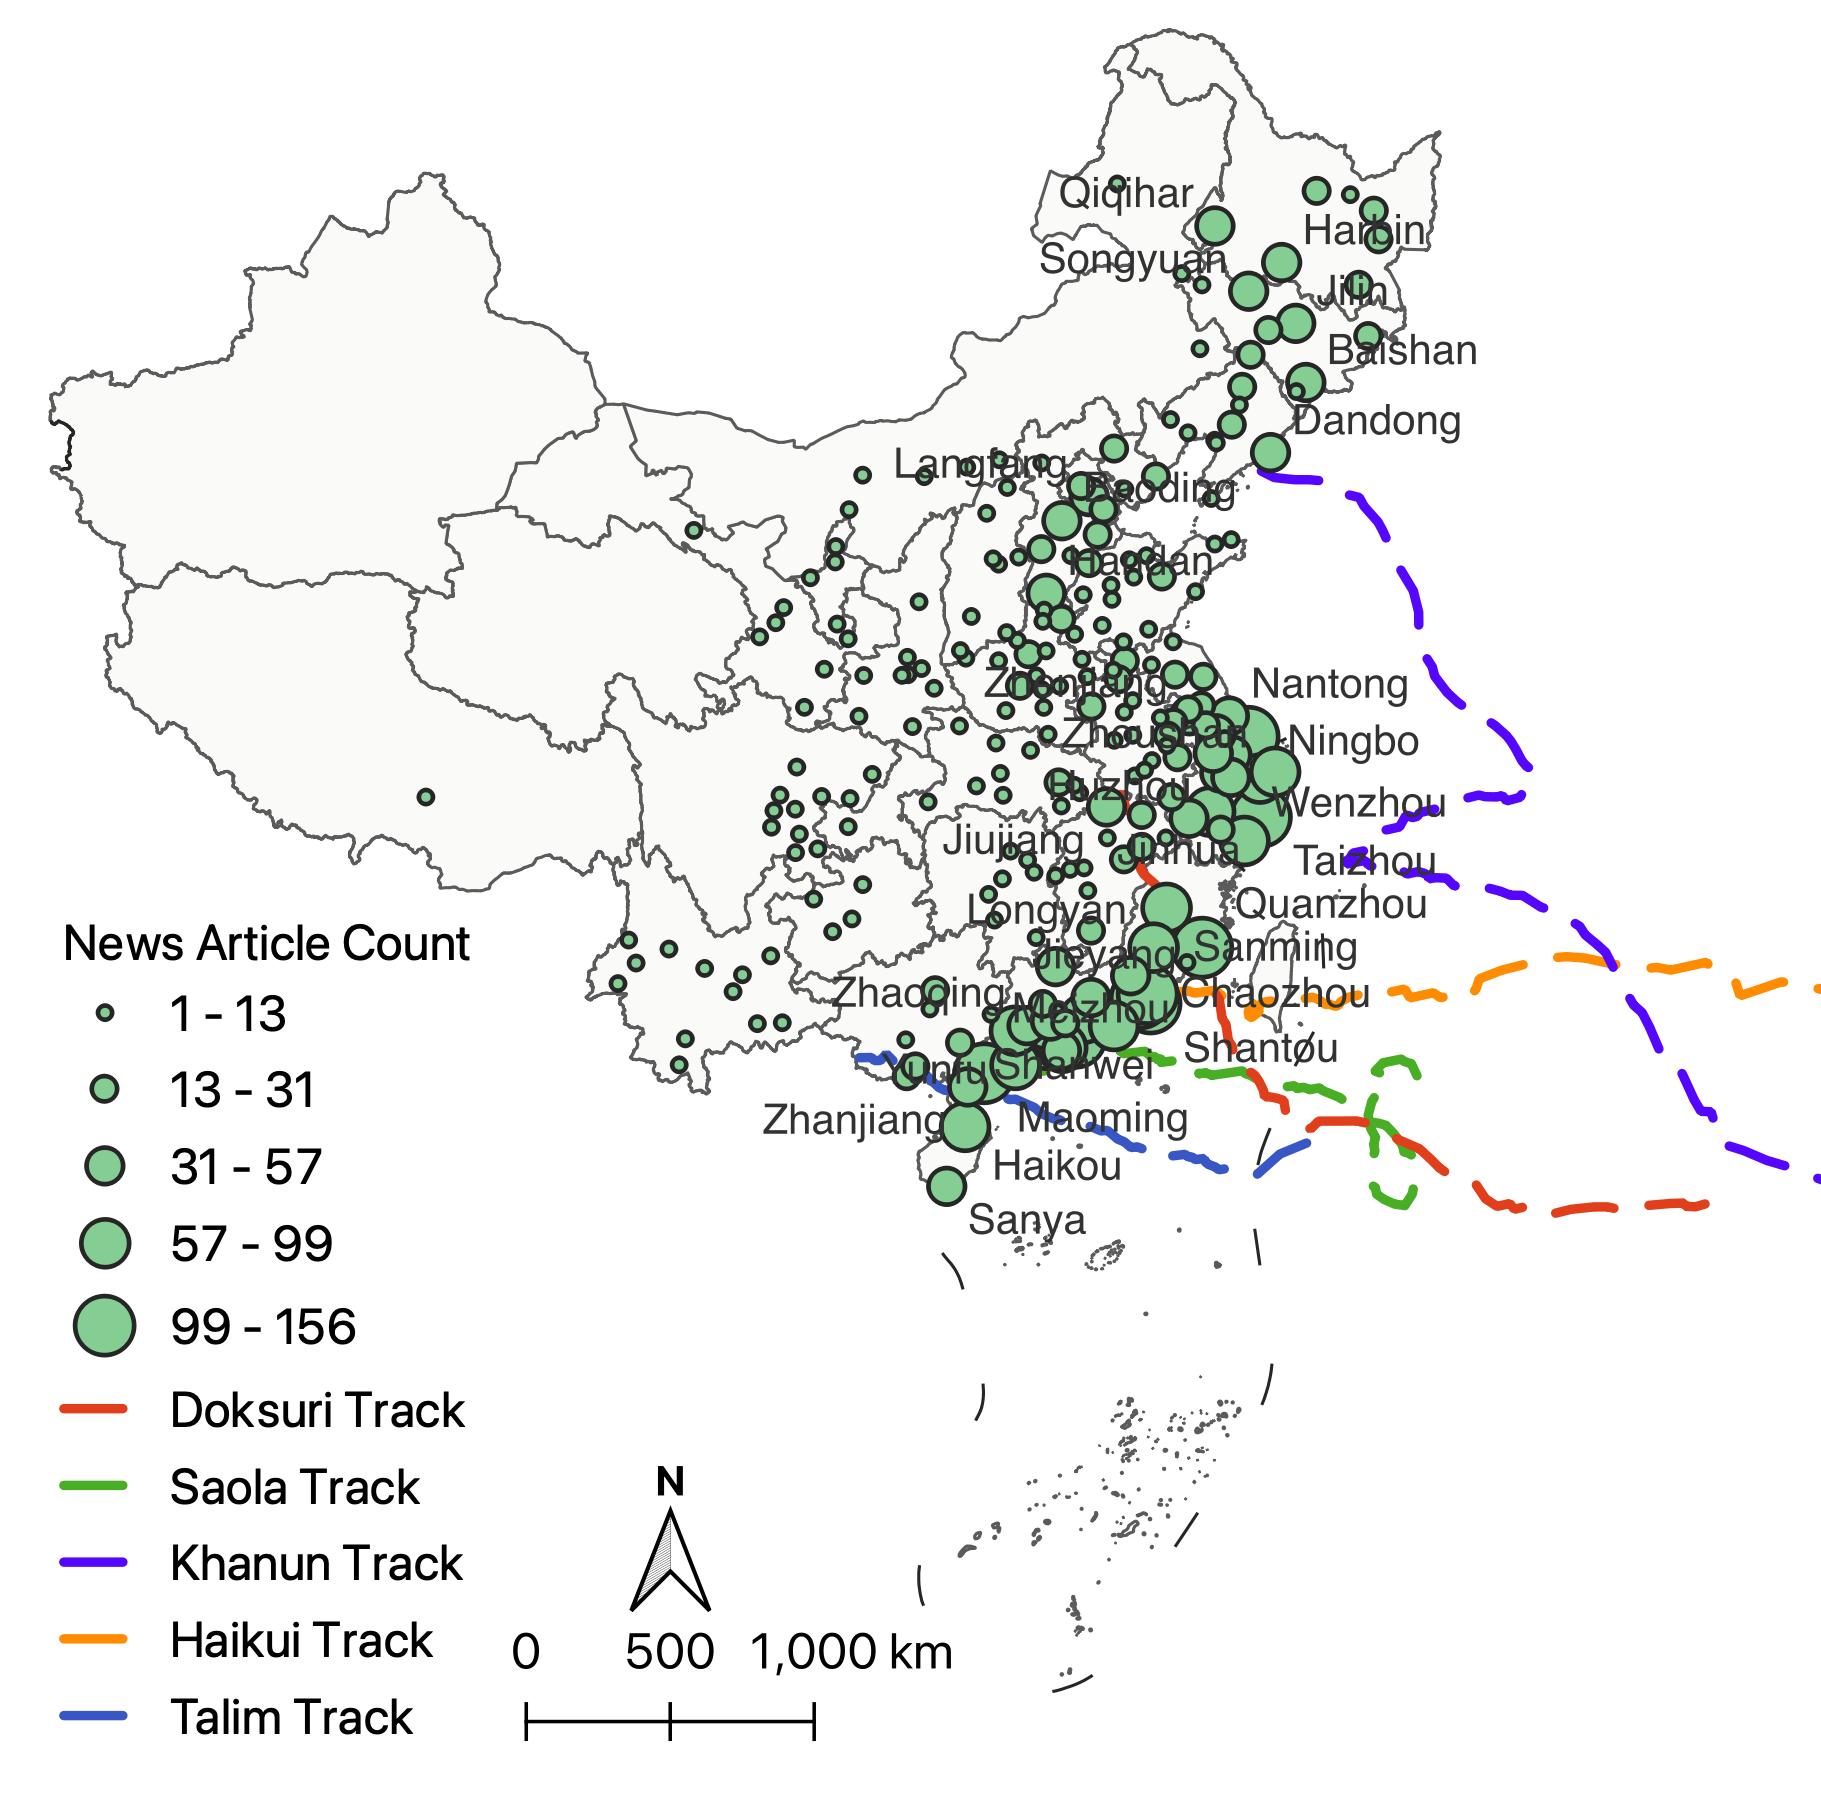 Qiqihar
Harbin
Songyuan
Jilin
Baishan
Dandong
Langfang
Baoding
Handan
Zhenjiang
Nantong
Zhoushan
Ningbo
Huzhou
Wenzhou
Jiujiang
Jinhua
Taizhou
Longyan
Quanzhou
Jieyang
Sanming
Zhaoqing
Meizhou
Chaozhou
Shantou
Yunfu
Shanwei
Zhanjiang
Maoming
Haikou
Sanya
News Article Count
1 - 13
13 - 31
31 - 57
57 - 99
99 - 156
Doksuri Track
Saola Track
Khanun Track
Haikui Track
Talim Track
N
0 500 1,000 km